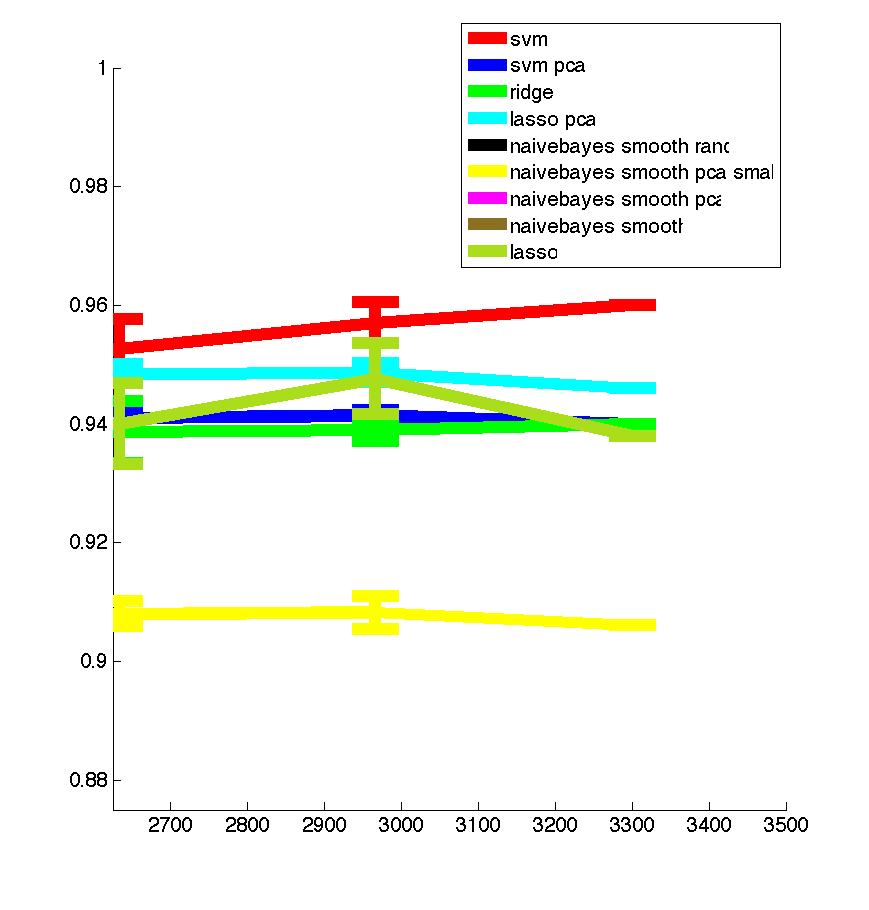 svm
svm pca
ridge
lasso pca
naivebayes smooth ranc
naivebayes smooth pca smal
naivebayes smooth pca
naivebayes smooth
lasso
1
0.98
0.96
0.94
0.92
0.9
0.88
2700 2800 2900 3000 3100 3200 3300 3400 3500